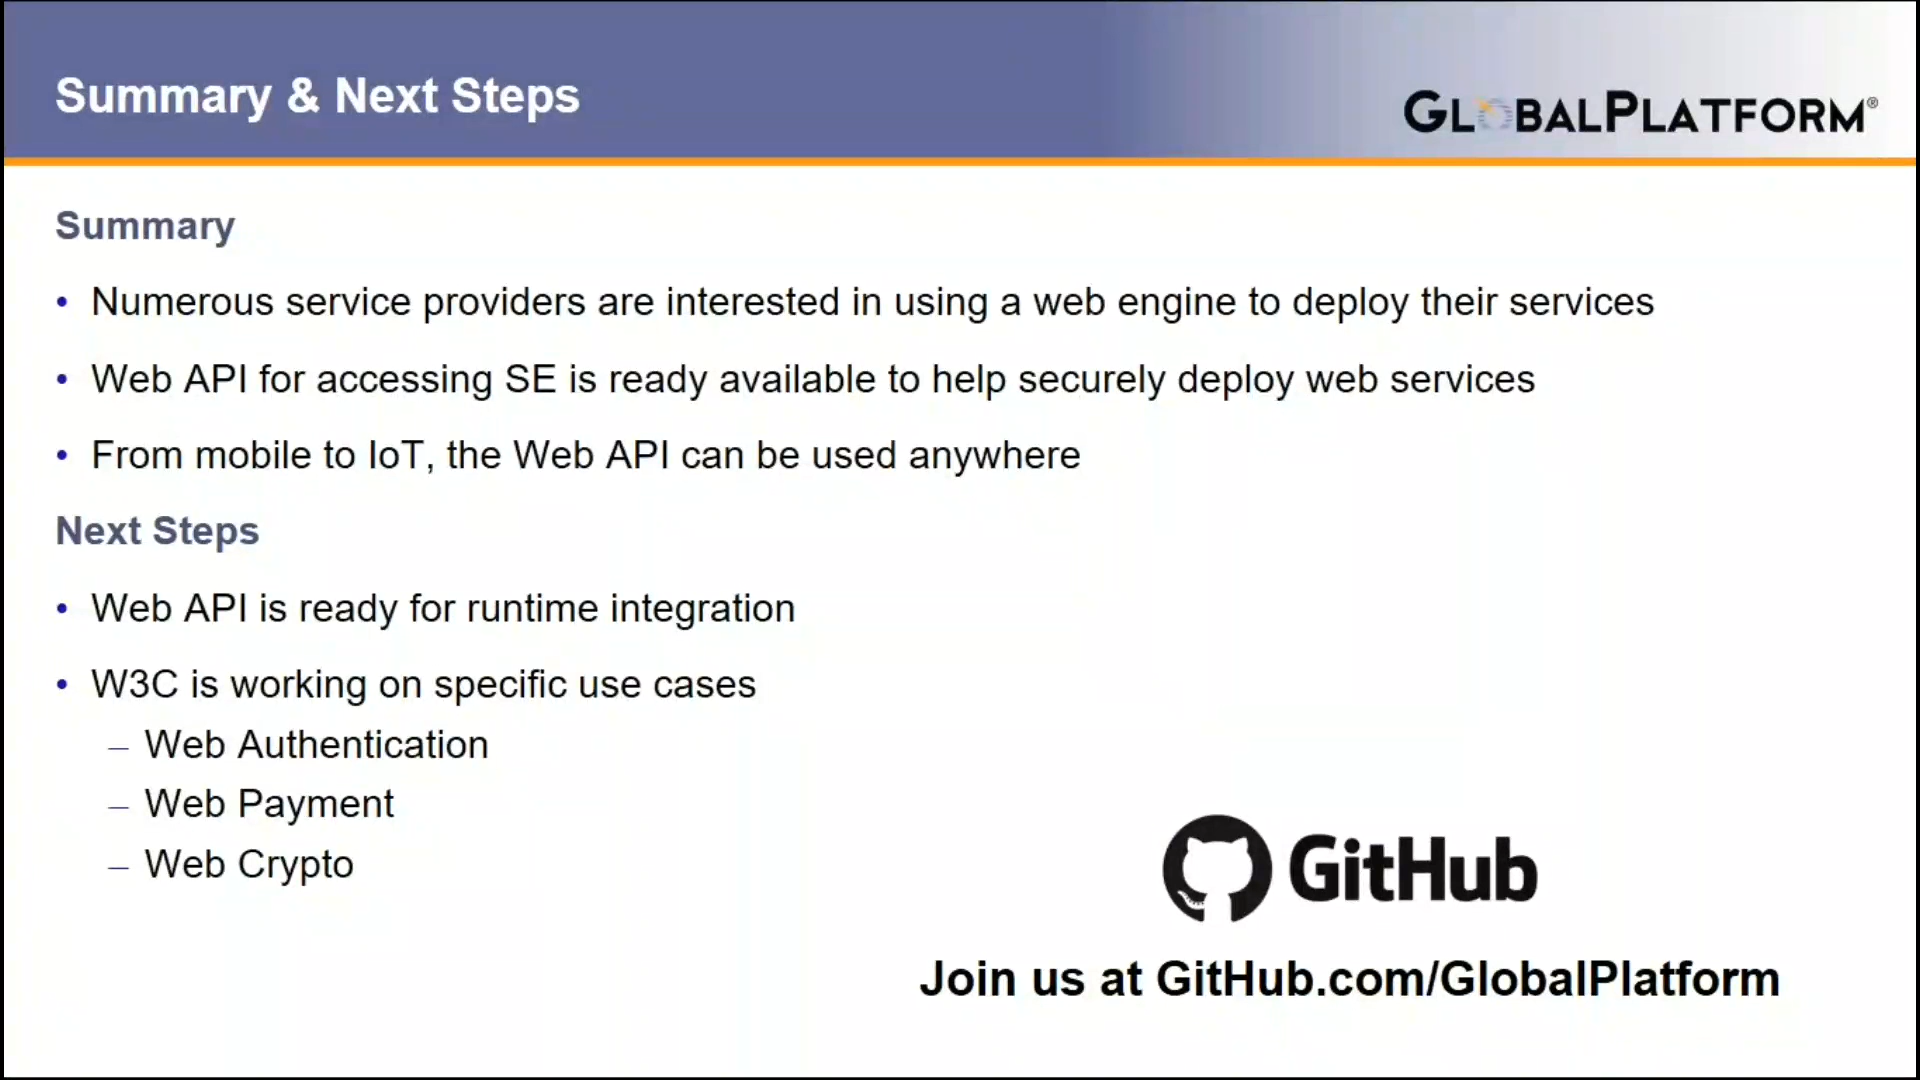 Summary & Next Steps
GLOBALPLATFORM®
Summary
• Numerous service providers are interested in using a web engine to deploy their services
• Web API for accessing SE is ready available to help securely deploy web services
• From mobile to IoT, the Web API can be used anywhere
Next Steps
• Web API is ready for runtime integration
• W3C is working on specific use cases
– Web Authentication
– Web Payment
– Web Crypto
GitHub
Join us at GitHub.com/GlobalPlatform